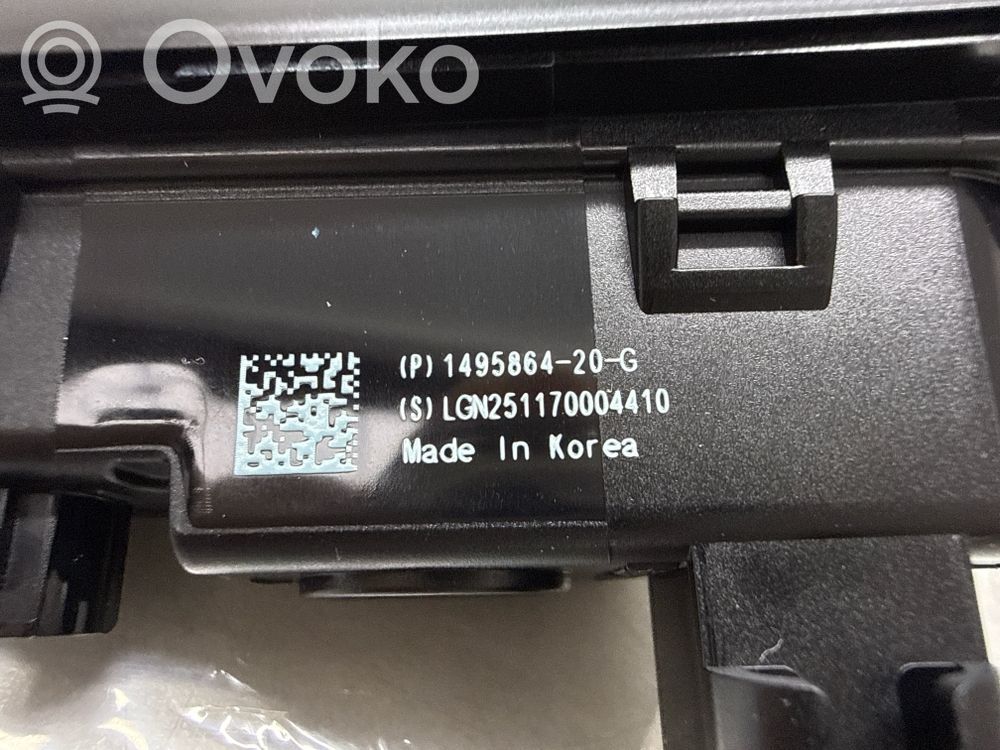 Ovoko
(P) 1495864-20-G
(S) LGN251170004410
Made In Korea